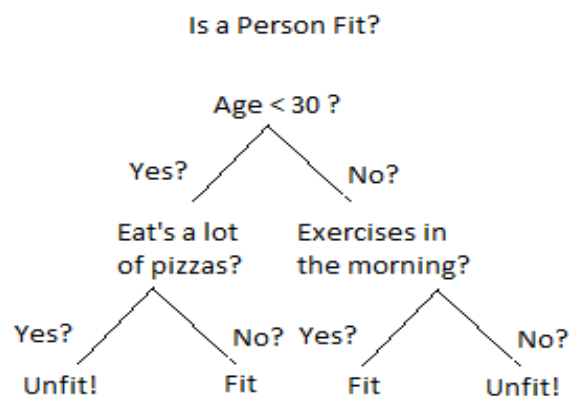 Is a Person Fit?
Age < 30 ?
Yes?
No?
Eat's a lot
of pizzas?
Exercises in
the morning?
Yes?
No?
Yes?
No?
Unfit!
Fit
Fit
Unfit!